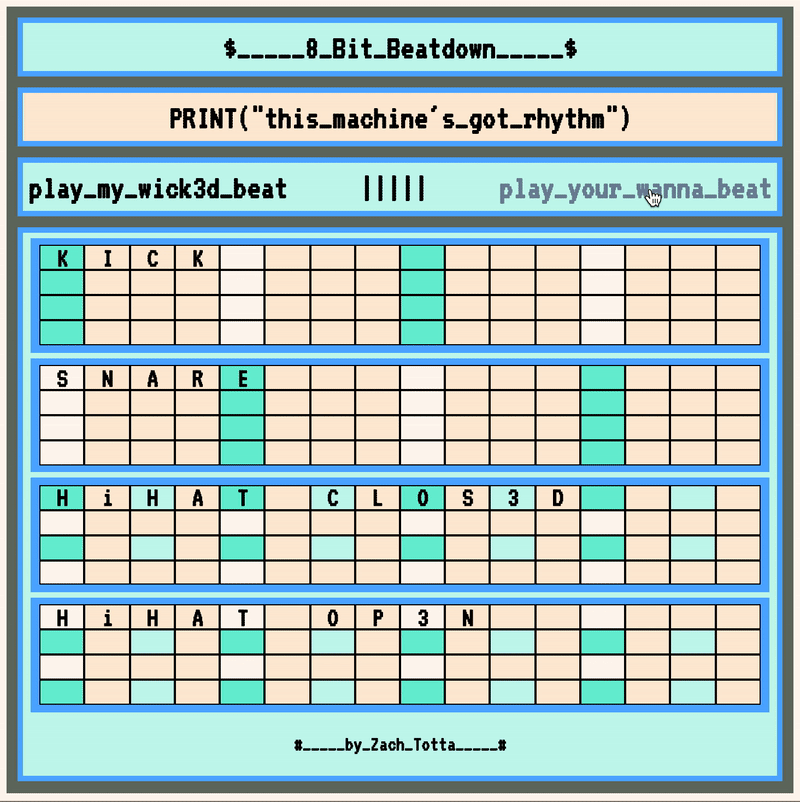 $_____8_Bit_Beatdown_____$
PRINT("this_machine's_got_rhythm")
play_my_wick3d_beat ||||| play_your_wanna_beat
KICK
SNARE
HiHAT CLOS3D
HiHAT OP3N
#_____by_Zach_Totta_____#